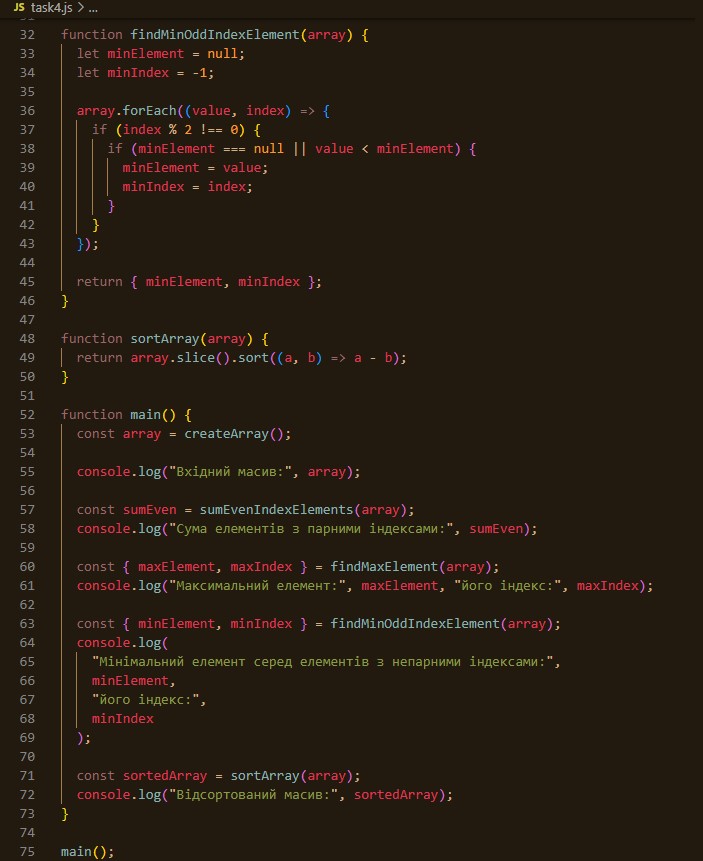 JS task4.js > ...
32 function findMinOddIndexElement(array) {
33   let minElement = null;
34   let minIndex = -1;
35
36   array.forEach((value, index) => {
37     if (index % 2 !== 0) {
38       if (minElement === null || value < minElement) {
39         minElement = value;
40         minIndex = index;
41       }
42     }
43   });
44
45   return { minElement, minIndex };
46 }
47
48 function sortArray(array) {
49   return array.slice().sort((a, b) => a - b);
50 }
51
52 function main() {
53   const array = createArray();
54
55   console.log("Вхідний масив:", array);
56
57   const sumEven = sumEvenIndexElements(array);
58   console.log("Сума елементів з парними індексами:", sumEven);
59
60   const { maxElement, maxIndex } = findMaxElement(array);
61   console.log("Максимальний елемент:", maxElement, "його індекс:", maxIndex);
62
63   const { minElement, minIndex } = findMinOddIndexElement(array);
64   console.log(
65     "Мінімальний елемент серед елементів з непарними індексами:",
66     minElement,
67     "його індекс:",
68     minIndex
69   );
70
71   const sortedArray = sortArray(array);
72   console.log("Відсортований масив:", sortedArray);
73 }
74
75 main();